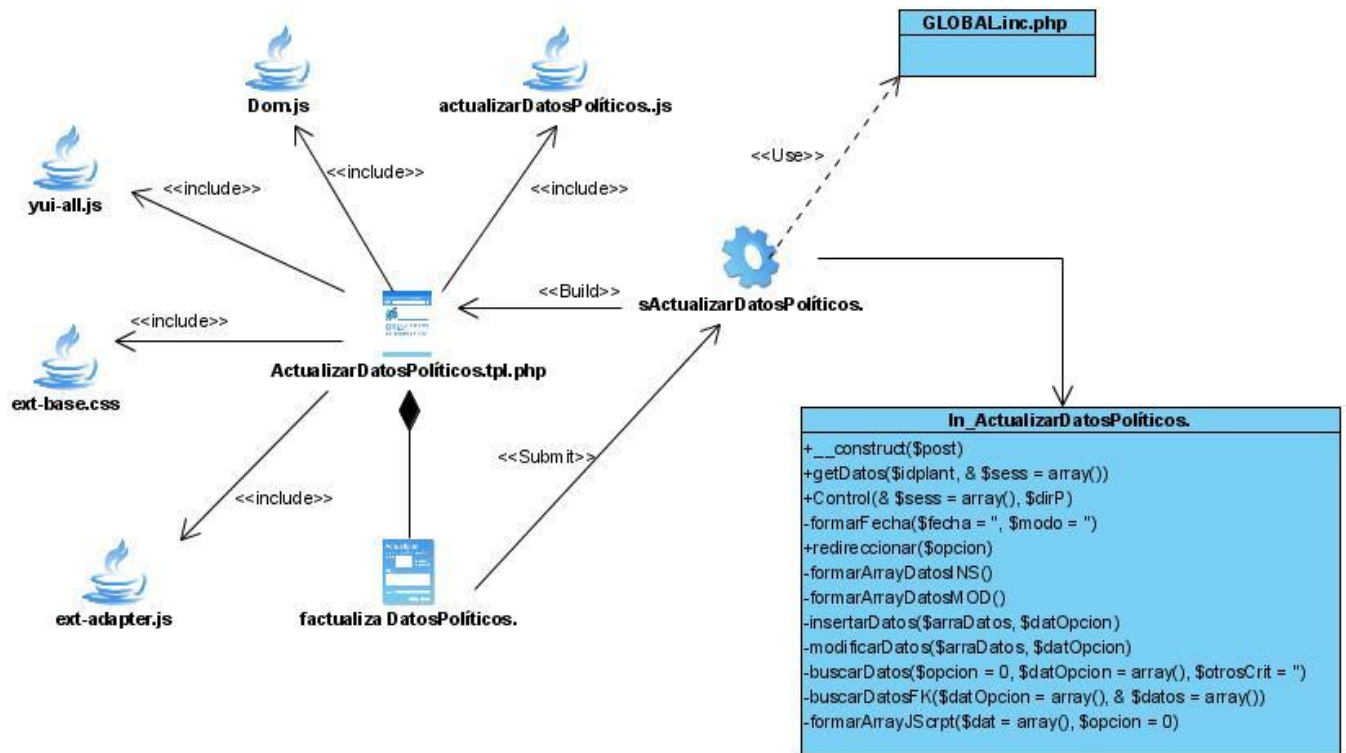 GLOBAL.inc.php
Dom.js
actualizarDatosPolíticos..js
<<Use>>
<<include>>
<<include>>
<<include>>
yui-all.js
<<Build>>
sActualizarDatosPolíticos.
<<include>>
ActualizarDatosPolíticos.tpl.php
ext-base.css
ln_ActualizarDatosPolíticos.
+__construct($post)
+getDatos($idplant, & $sess = array())
+Control(& $sess = array(), $dirP)
-formarFecha($fecha = '', $modo = '')
+redireccionar($opcion)
-formarArrayDatosINS()
-formarArrayDatosMOD()
-insertarDatos($arraDatos, $datOpcion)
-modificarDatos($arraDatos, $datOpcion)
-buscarDatos($opcion = 0, $datOpcion = array(), $otrosCrit = '')
-buscarDatosFK($datOpcion = array(), & $datos = array())
-formarArrayJScrpt($dat = array(), $opcion = 0)
<<Submit>>
<<include>>
ext-adapter.js
factualiza DatosPolíticos.